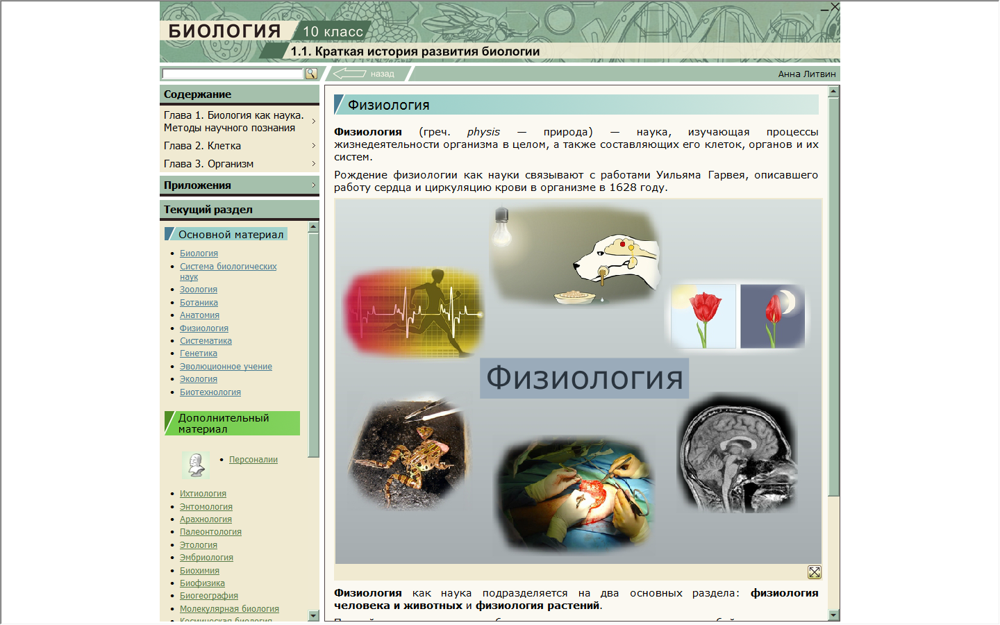 БИОЛОГИЯ 10 класс
1.1. Краткая история развития биологии
назад
Анна Литвин
Содержание
Глава 1. Биология как наука.
Методы научного познания
Глава 2. Клетка
Глава 3. Организм
Приложения
Текущий раздел
Основной материал
Биология
Система биологических
наук
Зоология
Ботаника
Анатомия
Физиология
Систематика
Генетика
Эволюционное учение
Экология
Биотехнология
Дополнительный
материал
Персоналии
Ихтиология
Энтомология
Арахнология
Палеонтология
Этология
Эмбриология
Биохимия
Биофизика
Биогеография
Молекулярная биология
Космическая биология
Физиология
Физиология (греч. physis — природа) — наука, изучающая процессы
жизнедеятельности организма в целом, а также составляющих его клеток, органов и их
систем.
Рождение физиологии как науки связывают с работами Уильяма Гарвея, описавшего
работу сердца и циркуляцию крови в организме в 1628 году.
Физиология
Физиология как наука подразделяется на два основных раздела: физиология
человека и животных и физиология растений.